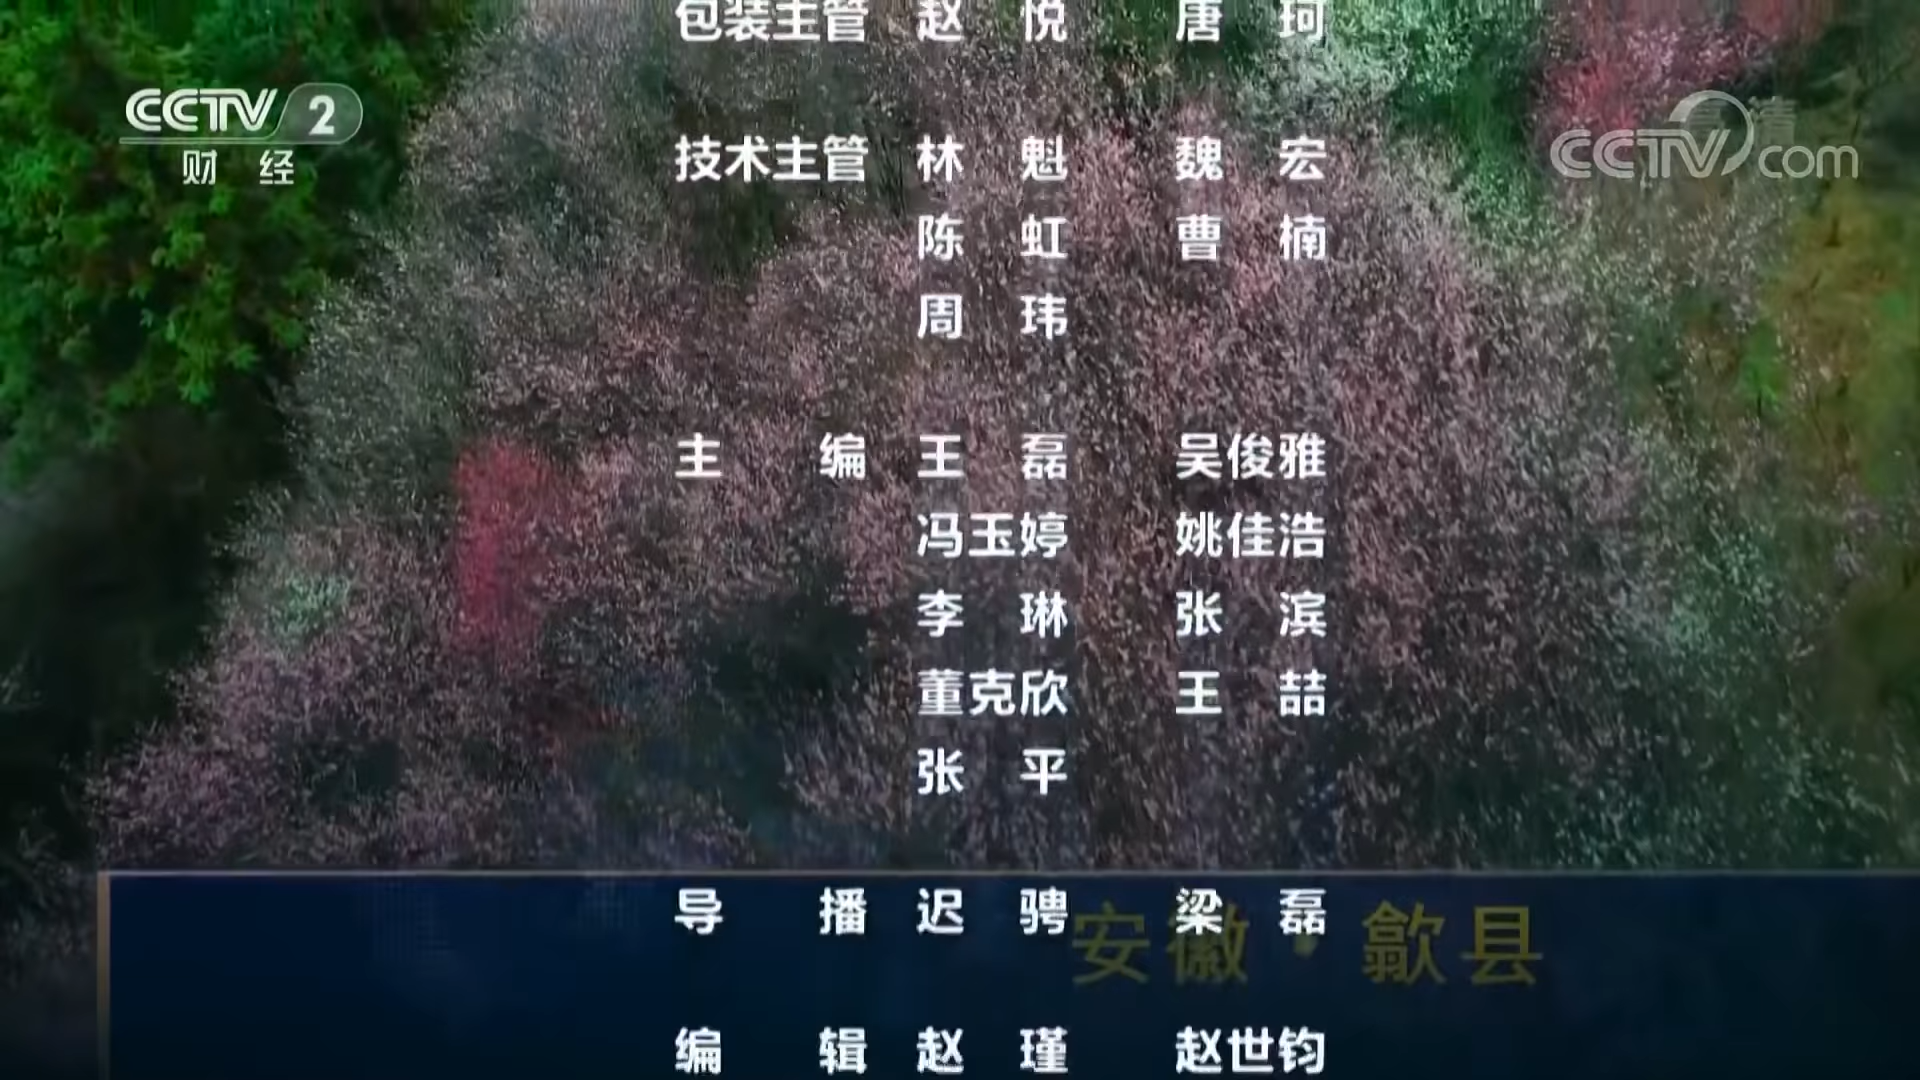 包装主管 赵悦 唐珂
CCTV 2
财经
高清
CCTV.com
技术主管 林魁 魏宏
陈虹 曹楠
周玮
主编 王磊 吴俊雅
冯玉婷 姚佳浩
李琳 张滨
董克欣 王喆
张平
导播 迟骋 梁磊
安徽·歙县
编辑 赵瑾 赵世钧